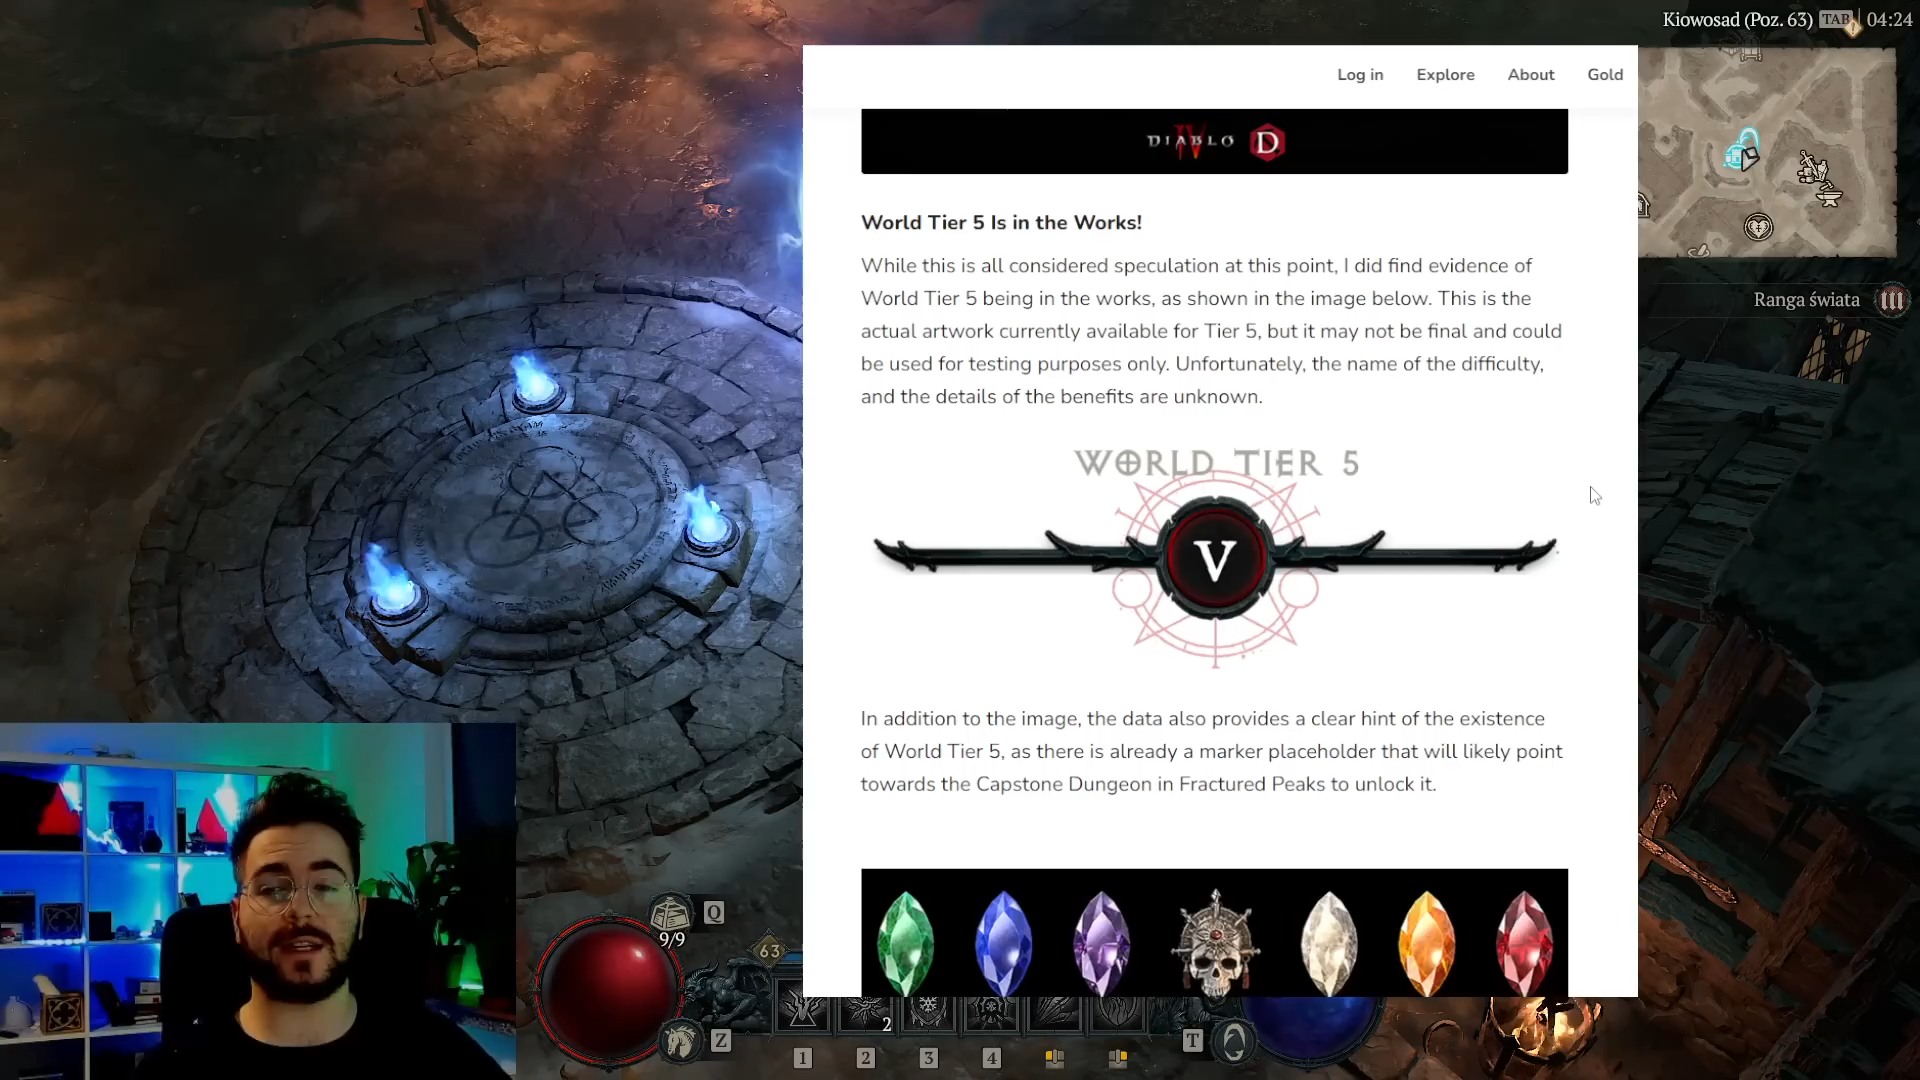 Kiowosad (Poz. 63) TAB 04:24
Log in Explore About Gold
DIABLO IV D
Ranga świata III
World Tier 5 Is in the Works!
While this is all considered speculation at this point, I did find evidence of
World Tier 5 being in the works, as shown in the image below. This is the
actual artwork currently available for Tier 5, but it may not be final and could
be used for testing purposes only. Unfortunately, the name of the difficulty,
and the details of the benefits are unknown.
WORLD TIER 5
V
In addition to the image, the data also provides a clear hint of the existence
of World Tier 5, as there is already a marker placeholder that will likely point
towards the Capstone Dungeon in Fractured Peaks to unlock it.
Q
9/9
63
2
Z
T
1 2 3 4